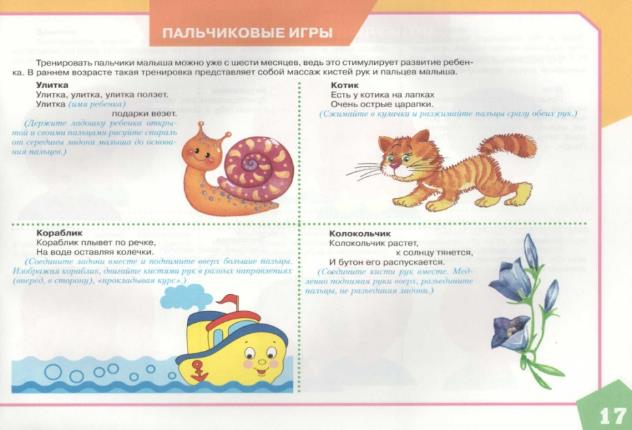 ПАЛЬЧИКОВЫЕ ИГРЫ
Тренировать пальчики малыша можно уже с шести месяцев, ведь это стимулирует развитие ребен-
ка. В раннем возрасте такая тренировка представляет собой массаж кистей рук и пальцев малыша.
Улитка
Улитка, улитка, улитка ползет.
Улитка (имя ребенка)
подарки везет.
(Держите ладошку ребенка откры-
той и своими пальцами рисуйте спираль
от середины ладони малыша до основа-
ния пальцев.)
Котик
Есть у котика на лапках
Очень острые царапки.
(Сжимайте в кулачки и разжимайте пальцы сразу обеих рук.)
Кораблик
Кораблик плывет по речке,
На воде оставляя колечки.
(Соедините ладони вместе и поднимите вверх большие пальцы.
Изображая кораблик, двигайте кистями рук в разных направлениях
(вперед, в сторону), «прокладывая курс».)
Колокольчик
Колокольчик растет,
к солнцу тянется,
И бутон его распускается.
(Соедините кисти рук вместе. Мед-
ленно поднимая руки вверх, разъедините
пальцы, не разъединяя ладони.)
17